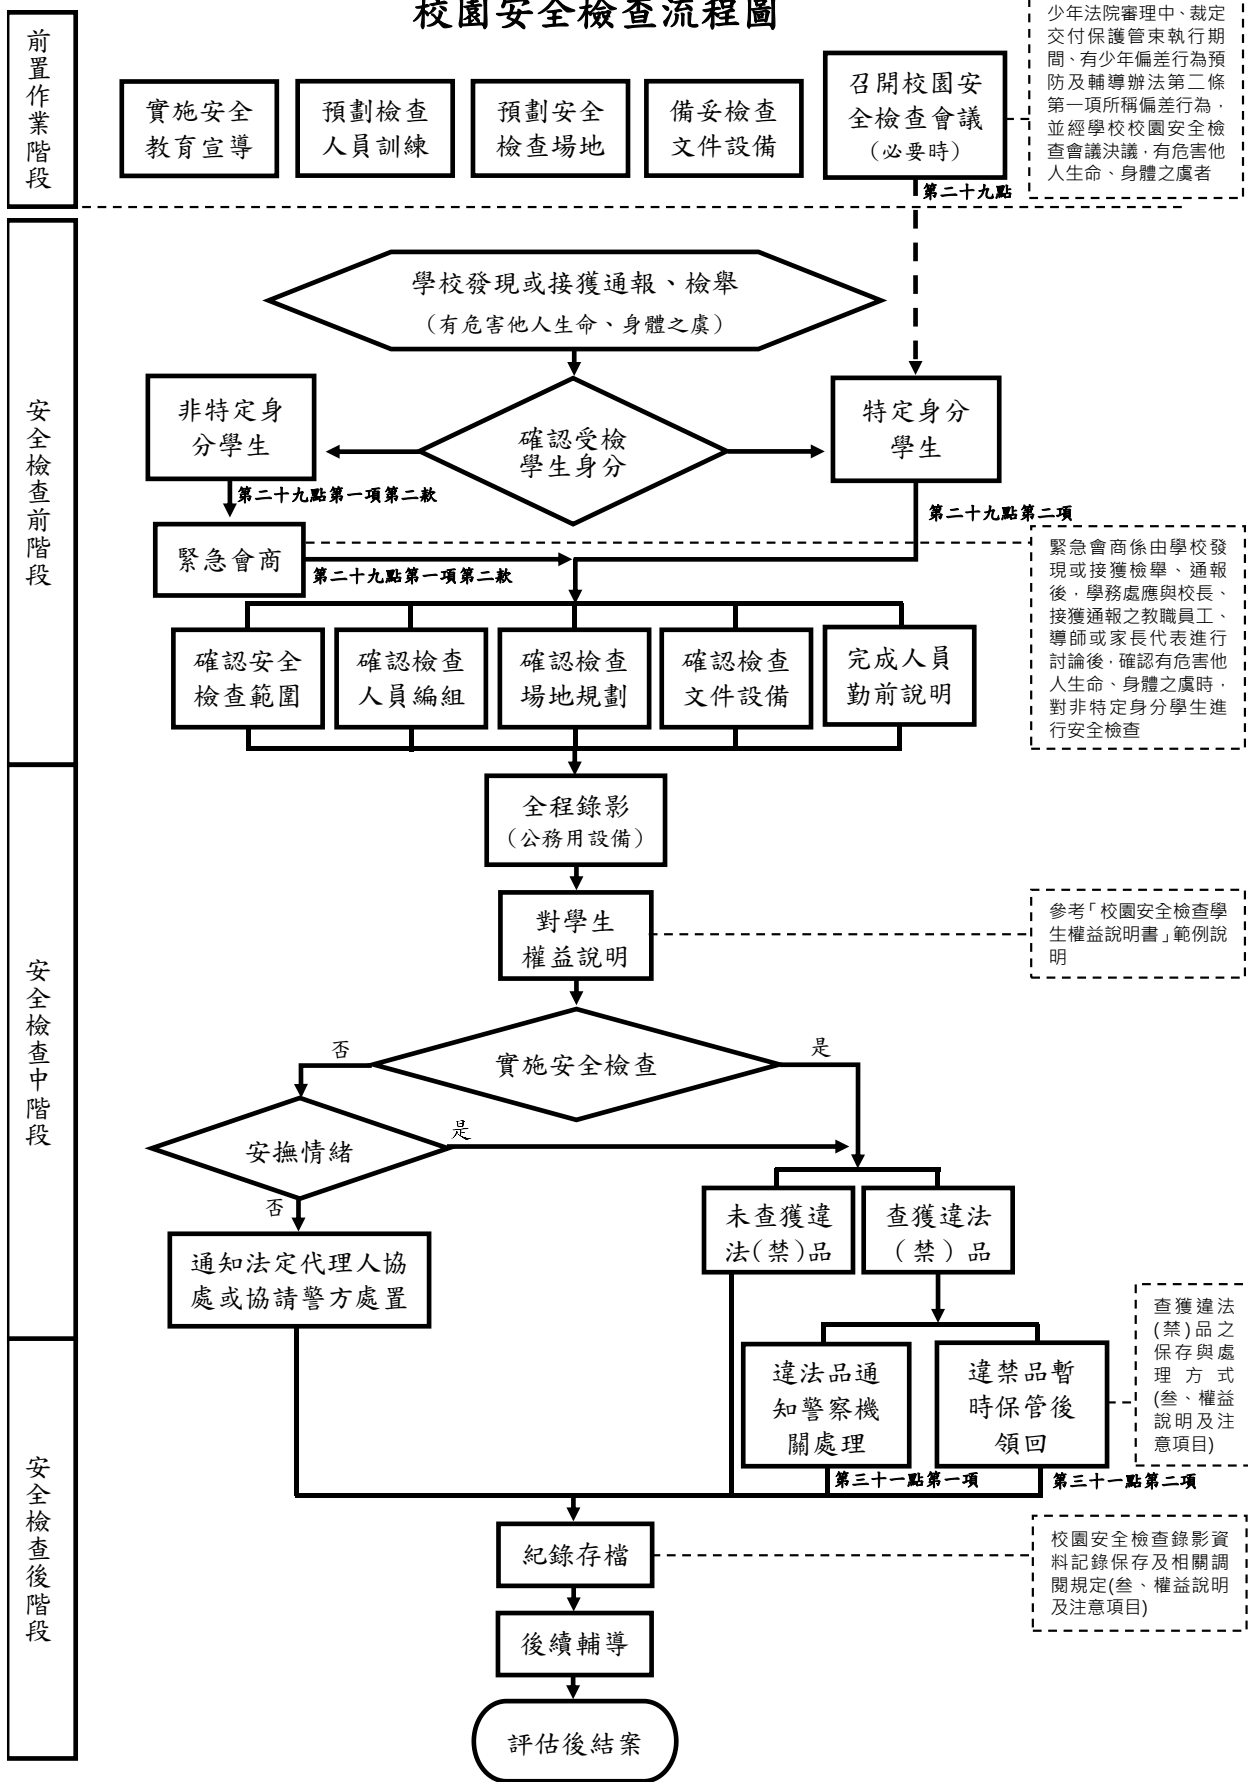 校園安全檢查流程圖
前置作業階段
實施安全
教育宣導
預劃檢查
人員訓練
預劃安全
檢查場地
備妥檢查
文件設備
召開校園安
全檢查會議
(必要時)
少年法院審理中、裁定
交付保護管束執行期
間、有少年偏差行為預
防及輔導辦法第二條
第一項所稱偏差行為，
並經學校校園安全檢
查會議決議，有危害他
人生命、身體之虞者
第二十九點
安全檢查前階段
學校發現或接獲通報、檢舉
（有危害他人生命、身體之虞）
非特定身
分學生
確認受檢
學生身分
特定身分
學生
第二十九點第一項第二款
第二十九點第二項
緊急會商
第二十九點第一項第二款
緊急會商係由學校發
現或接獲檢舉、通報
後，學務處應與校長、
接獲通報之教職員工、
導師或家長代表進行
討論後，確認有危害他
人生命、身體之虞時，
對非特定身分學生進
行安全檢查
確認安全
檢查範圍
確認檢查
人員編組
確認檢查
場地規劃
確認檢查
文件設備
完成人員
勤前說明
安全檢查中階段
全程錄影
（公務用設備）
對學生
權益說明
參考「校園安全檢查學
生權益說明書」範例說
明
實施安全檢查
否
是
安撫情緒
是
否
通知法定代理人協
處或協請警方處置
未查獲違
法(禁)品
查獲違法
（禁）品
查獲違法
(禁)品之
保存與處
理方式
(叁、權益
說明及注
意項目)
安全檢查後階段
違法品通
知警察機
關處理
違禁品暫
時保管後
領回
第三十一點第一項
第三十一點第二項
紀錄存檔
校園安全檢查錄影資
料記錄保存及相關調
閱規定(叁、權益說明
及注意項目)
後續輔導
評估後結案